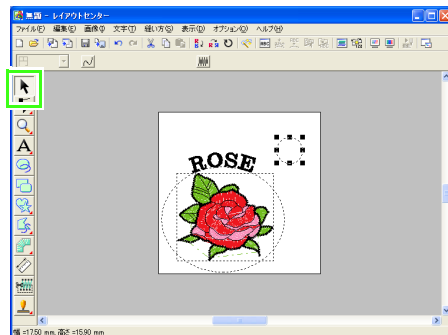 無題 - レイアウトセンター
ファイル(F) 編集(E) 画像(I) 文字(T) 縫い方(S) 表示(D) オプション(O) ヘルプ(H)
A
ROSE
幅 =17.50 mm, 高さ =15.90 mm